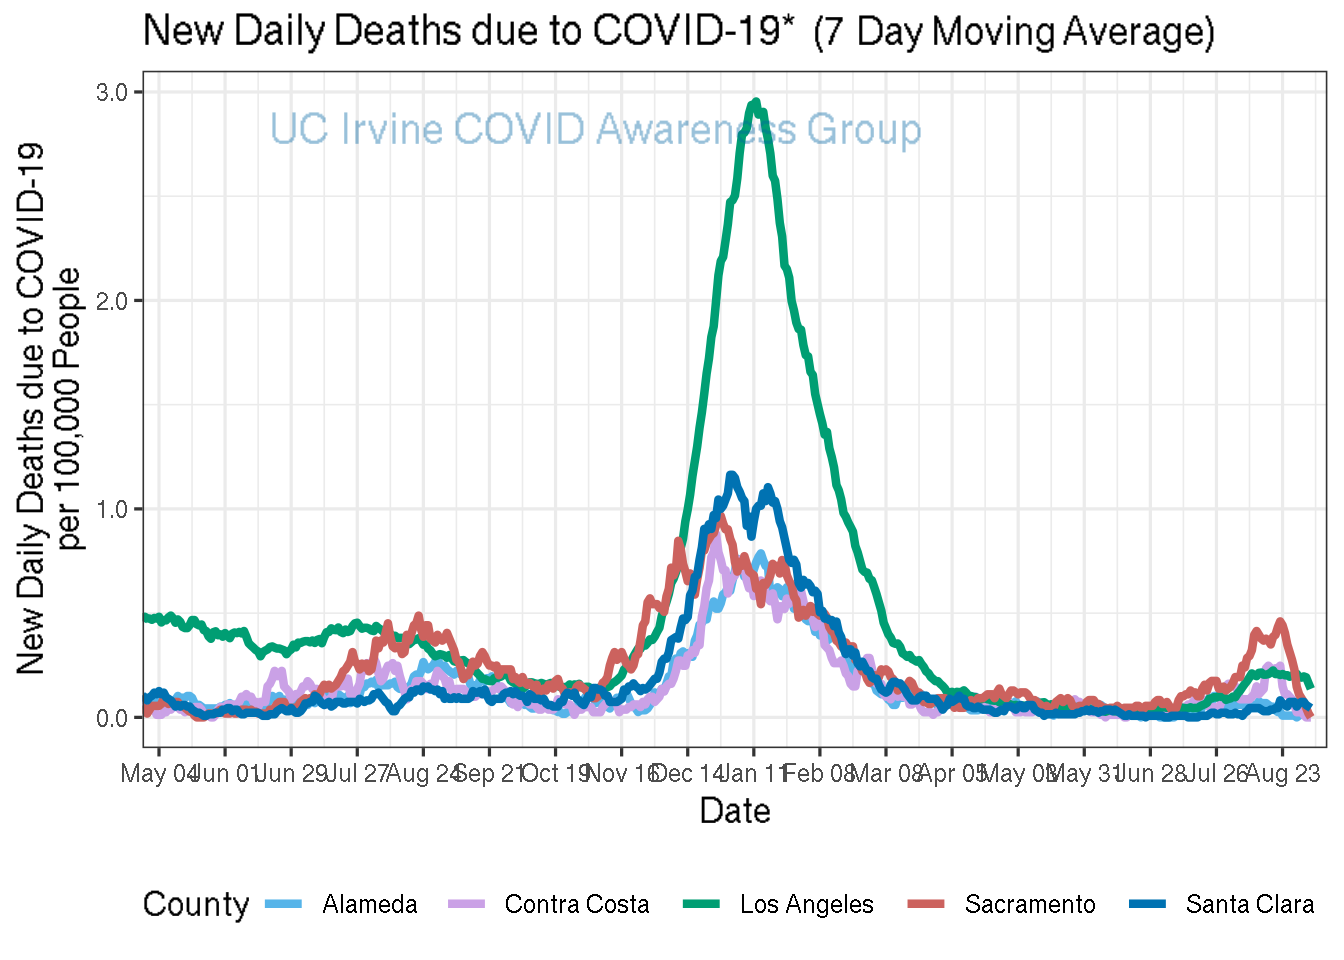 New Daily Deaths due to COVID-19* (7 Day Moving Average)
UC Irvine COVID Awareness Group
New Daily Deaths due to COVID-19
per 100,000 People
3.0
2.0
1.0
0.0
May 04 Jun 01 Jun 29 Jul 27 Aug 24 Sep 21 Oct 19 Nov 16 Dec 14 Jan 11 Feb 08 Mar 08 Apr 05 May 03 May 31 Jun 28 Jul 26 Aug 23
Date
County Alameda Contra Costa Los Angeles Sacramento Santa Clara